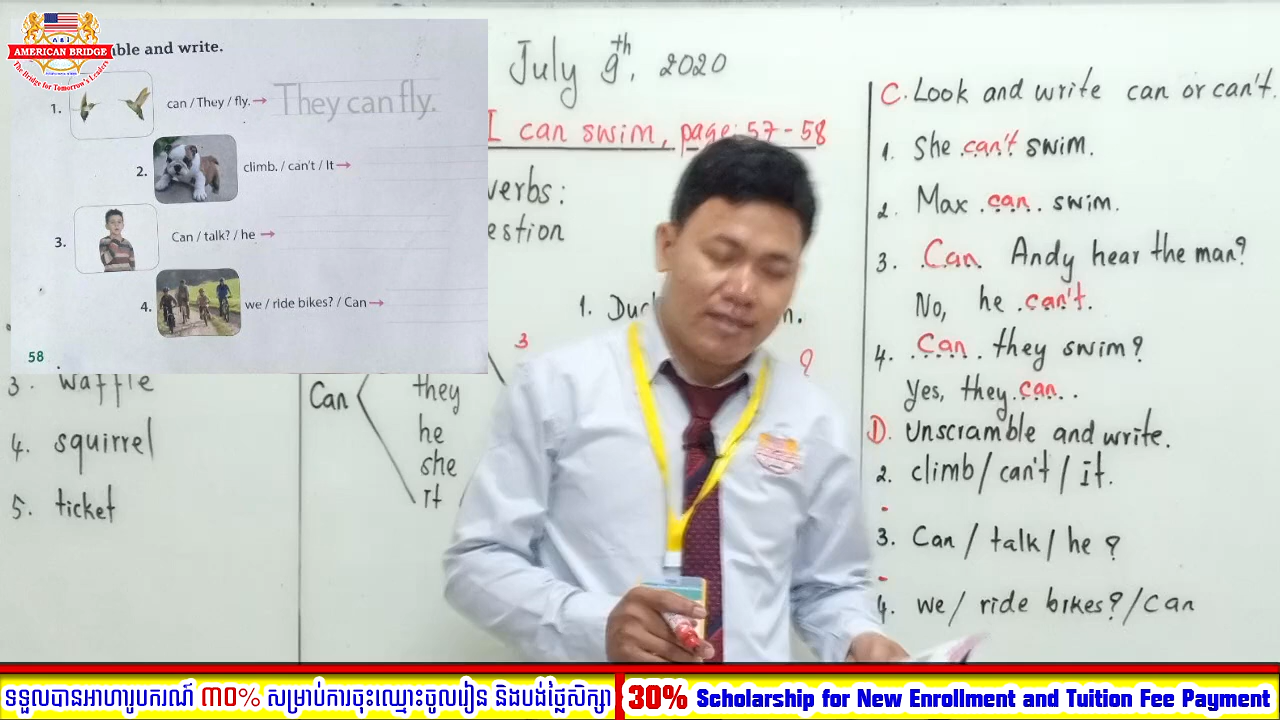 AMERICAN BRIDGE
The Bridge for Tomorrow's Leaders
ble and write.
1. can / They / fly. → They can fly.
2. climb. / can't / It →
3. Can / talk? / he →
4. we / ride bikes? / Can →
58
July 9th, 2020
I can swim, page: 57-58
verbs:
estion
3. waffle
4. squirrel
5. ticket
Can
they
he
she
it
3
1. Duc
n.
?
C. Look and write can or can't.
1. She can't swim.
2. Max .can. swim.
3. Can Andy hear the man?
No, he .can't.
4. Can they swim?
Yes, they can.
D. Unscramble and write.
2. climb/ can't / It.
3. Can / talk / he ?
4. we/ ride bikes? / Can
ទទួលបានអាហារូបករណ៍ ៣០% សម្រាប់ការចុះឈ្មោះចូលរៀន និងបង់ថ្លៃសិក្សា
30% Scholarship for New Enrollment and Tuition Fee Payment